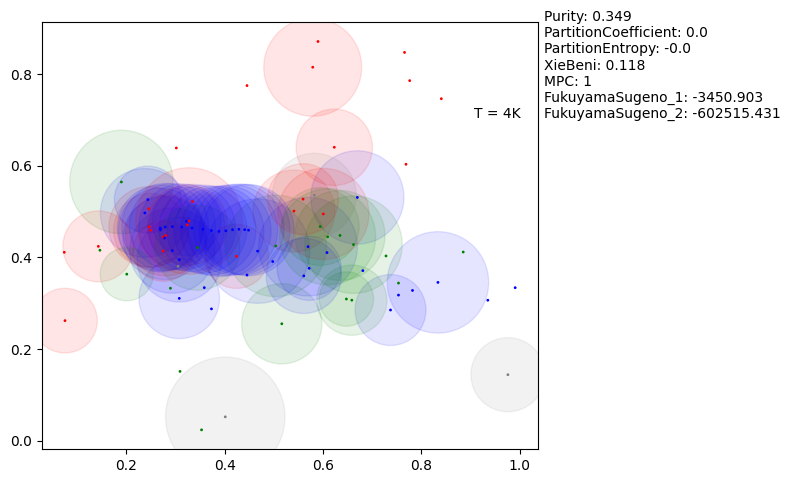 Purity: 0.349
PartitionCoefficient: 0.0
PartitionEntropy: -0.0
XieBeni: 0.118
MPC: 1
FukuyamaSugeno_1: -3450.903
FukuyamaSugeno_2: -602515.431
T = 4K
0.8
0.6
0.4
0.2
0.0
0.2 0.4 0.6 0.8 1.0